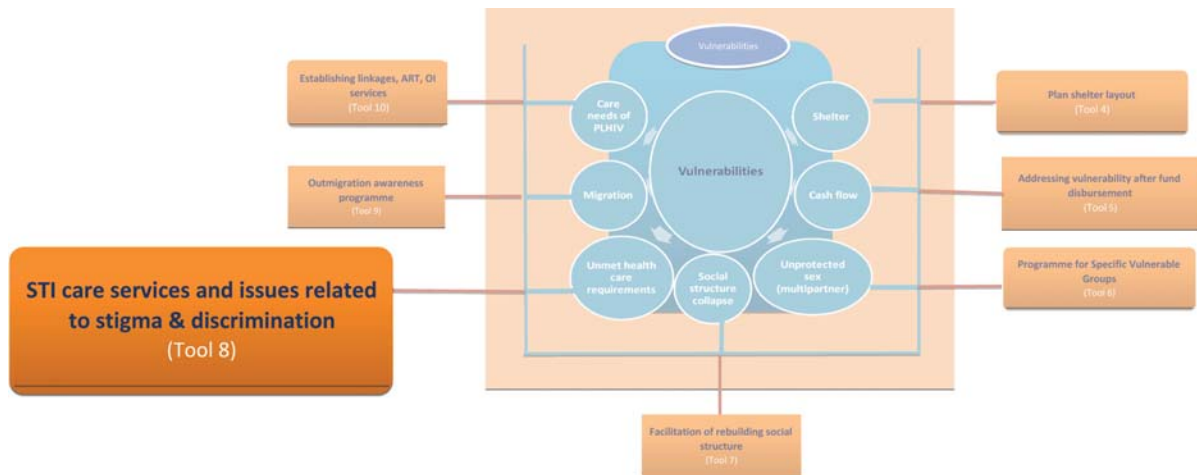 Vulnerabilities
Establishing linkages, ART, OI
services
(Tool 10)
Care
needs of
PLHIV
Shelter
Plan shelter layout
(Tool 4)
Vulnerabilities
Outmigration awareness
programme
(Tool 9)
Migration
Cash flow
Addressing vulnerability after fund
disbursement
(Tool 5)
STI care services and issues related
to stigma & discrimination
(Tool 8)
Unmet health
care
requirements
Social
structure
collapse
Unprotected
sex
(multipartner)
Programme for Specific Vulnerable
Groups
(Tool 6)
Facilitation of rebuilding social
structure
(Tool 7)